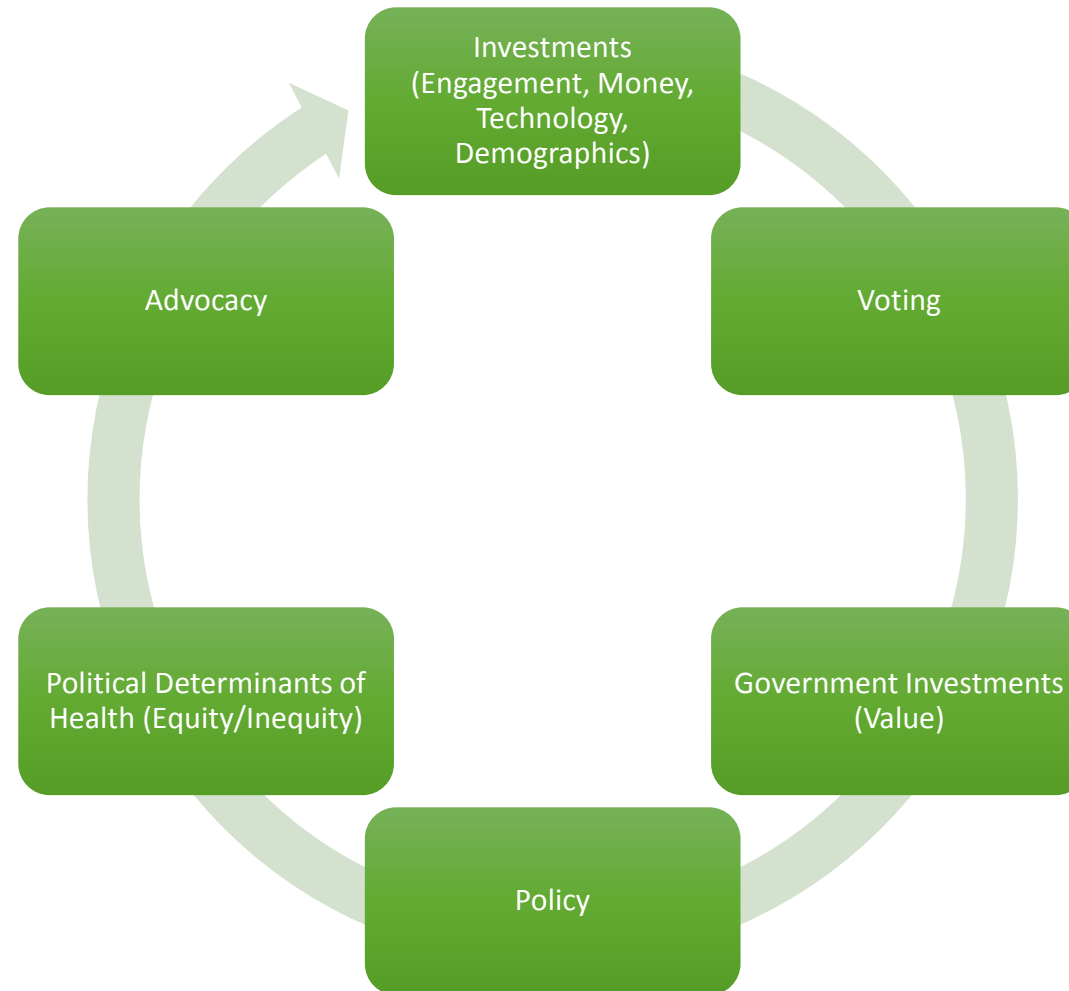 Investments
(Engagement, Money,
Technology,
Demographics)
Voting
Government Investments
(Value)
Policy
Political Determinants of
Health (Equity/Inequity)
Advocacy